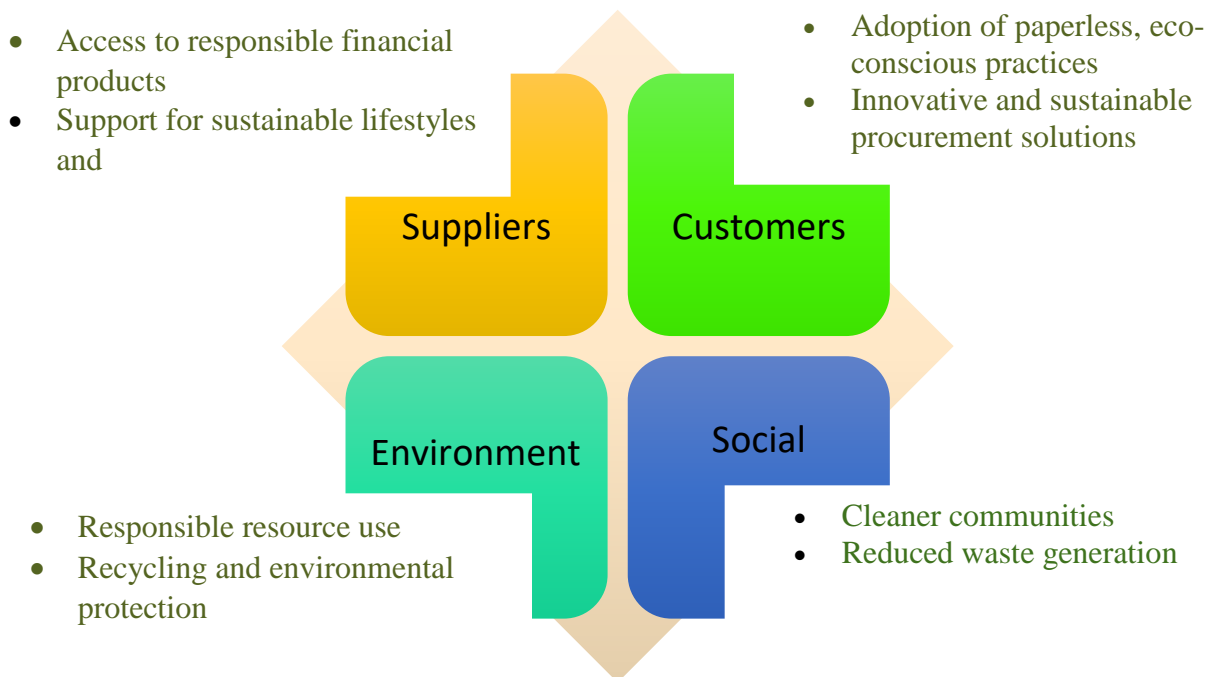 • Access to responsible financial
products
• Support for sustainable lifestyles
and
• Adoption of paperless, eco-
conscious practices
• Innovative and sustainable
procurement solutions
Suppliers
Customers
Environment
Social
• Responsible resource use
• Recycling and environmental
protection
• Cleaner communities
• Reduced waste generation